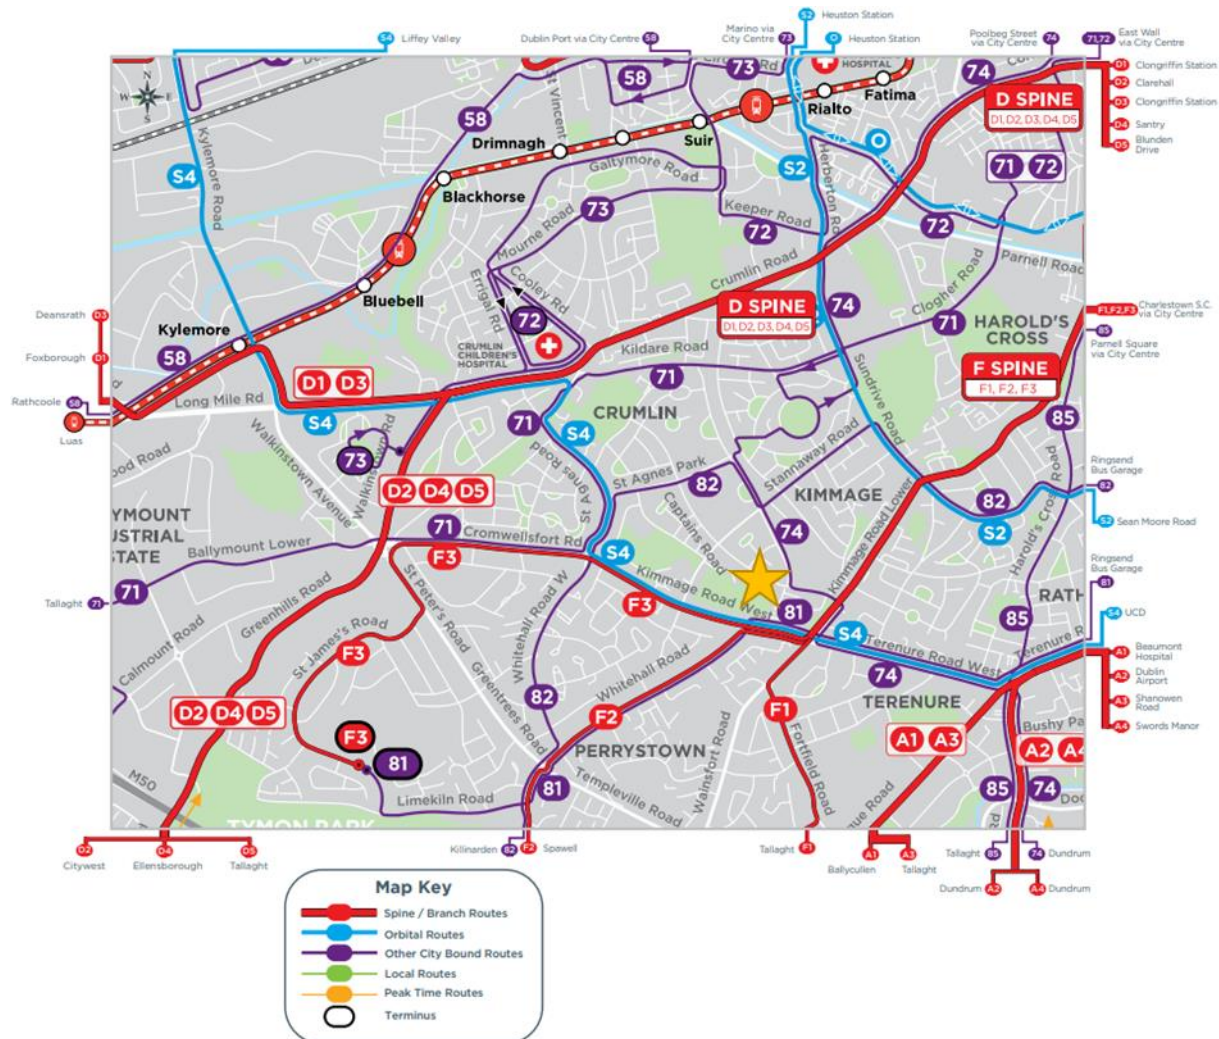 S2 Heuston Station
S4 Liffey Valley
Dublin Port via City Centre 58
Marino via
City Centre 73
O Heuston Station
Poolbeg Street
via City Centre 74
71,72 East Wall
via City Centre
D1 Clongriffin Station
D2 Clarehall
D3 Clongriffin Station
D4 Santry
D5 Blunden
Drive
N
W E
S
58
73
HOSPITAL
74
Rialto
Fatima
D SPINE
D1, D2, D3, D4, D5
58
St Vincent
Drimnagh
Suir
S2
O
71 72
Kylemore Road
S4
Galtymore Road
Herberton Rd
Blackhorse
73
Mourne Road
Keeper Road
72
72
Parnell Road
Bluebell
Cooley Rd
Errigal Rd
Crumlin Road
Clogher Road
D SPINE
D1, D2, D3, D4, D5
74
71
HAROLD'S
CROSS
F1,F2,F3 Charlestown S.C.
via City Centre
85
Parnell Square
via City Centre
Deansrath D3
Foxborough D1
Kylemore
58
72
CRUMLIN
CHILDREN'S
HOSPITAL
Kildare Road
F SPINE
F1, F2, F3
Rathcoole 58
Luas
Long Mile Rd
D1 D3
S4
71
71
CRUMLIN
S4
Sundrive Road
85
Walkinstown Avenue
73
Walkinstown Rd
St Agnes Road
St Agnes Park
82
Stannaway Road
KIMMAGE
Harold's Cross Road
Ringsend
Bus Garage
82
S2 Sean Moore Road
D2 D4 D5
Captains Road
74
82
S2
71
Cromwellsfort Rd
F3
S4
Ballymount Lower
Kimmage Road Lower
Ringsend
Bus Garage
81
Tallaght 71
71
Greenhills Road
St Peter's Road
Whitehall Road W
Kimmage Road West
F3
81
85
S4 UCD
Calmount Road
St James's Road
F3
Greentrees Road
Whitehall Road
S4
Terenure Road West
74
TERENURE
A1 Beaumont
Hospital
A2 Dublin
Airport
A3 Shanowen
Road
A4 Swords Manor
D2 D4 D5
82
F2
F1
A1 A3
F3
81
PERRYSTOWN
Wainsfort Road
Fortfield Road
M50
Limekiln Road
81
Templeville Road
85
74
TYMON PARK
D2
Citywest
D4
Ellensborough
D5
Tallaght
Killinarden 82 F2 Spawell
Tallaght F1
A1
Ballycullen
A3
Tallaght
Tallaght 85 74 Dundrum
Dundrum A2 A4 Dundrum
Map Key
Spine / Branch Routes
Orbital Routes
Other City Bound Routes
Local Routes
Peak Time Routes
Terminus